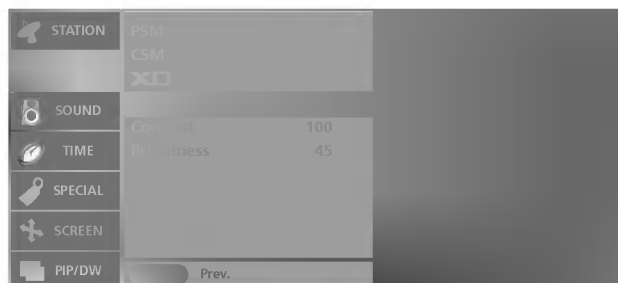 STATION
PSM
CSM
XD
SOUND
Contrast 100
TIME
Brightness 45
SPECIAL
SCREEN
PIP/DW
Prev.